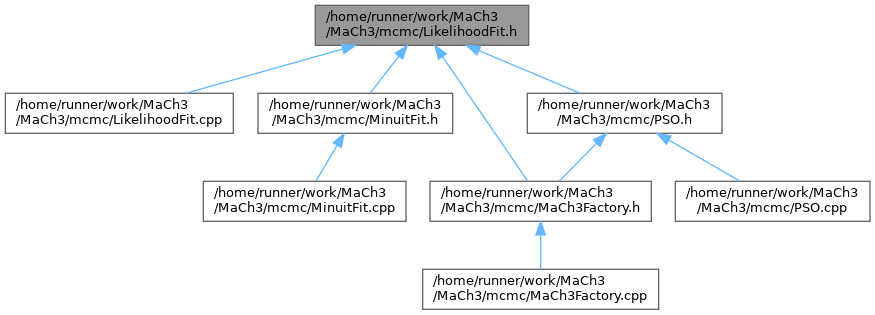 /home/runner/work/MaCh3
/MaCh3/mcmc/LikelihoodFit.h
/home/runner/work/MaCh3
/MaCh3/mcmc/LikelihoodFit.cpp
/home/runner/work/MaCh3
/MaCh3/mcmc/MinuitFit.h
/home/runner/work/MaCh3
/MaCh3/mcmc/PSO.h
/home/runner/work/MaCh3
/MaCh3/mcmc/MinuitFit.cpp
/home/runner/work/MaCh3
/MaCh3/mcmc/MaCh3Factory.h
/home/runner/work/MaCh3
/MaCh3/mcmc/PSO.cpp
/home/runner/work/MaCh3
/MaCh3/mcmc/MaCh3Factory.cpp